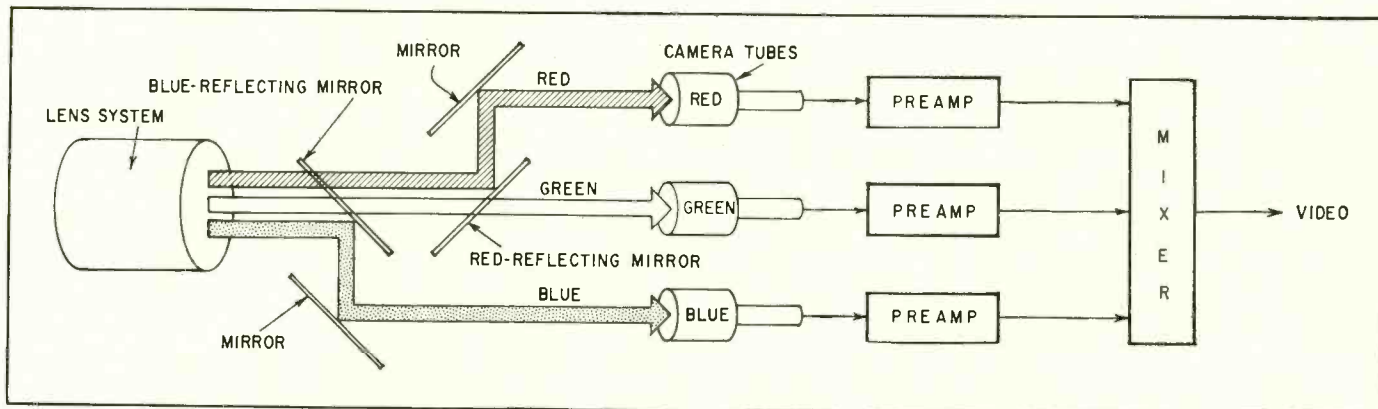 MIRROR
CAMERA TUBES
BLUE-REFLECTING MIRROR
RED
RED
PREAMP
LENS SYSTEM
MIXER
GREEN
GREEN
PREAMP
VIDEO
RED-REFLECTING MIRROR
BLUE
BLUE
PREAMP
MIRROR